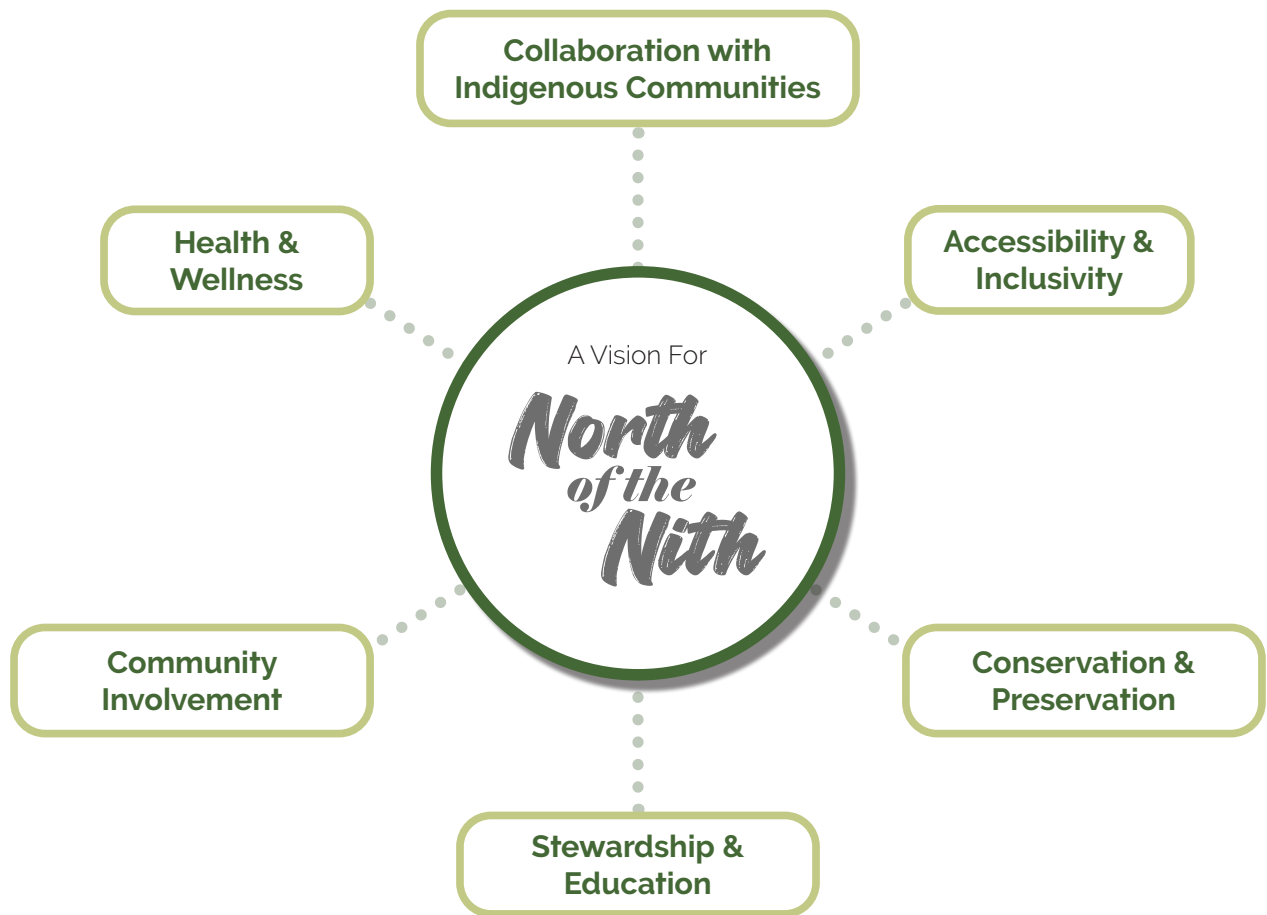 Collaboration with
Indigenous Communities
Health &
Wellness
Accessibility &
Inclusivity
A Vision For
North
of the
Nith
Community
Involvement
Conservation &
Preservation
Stewardship &
Education